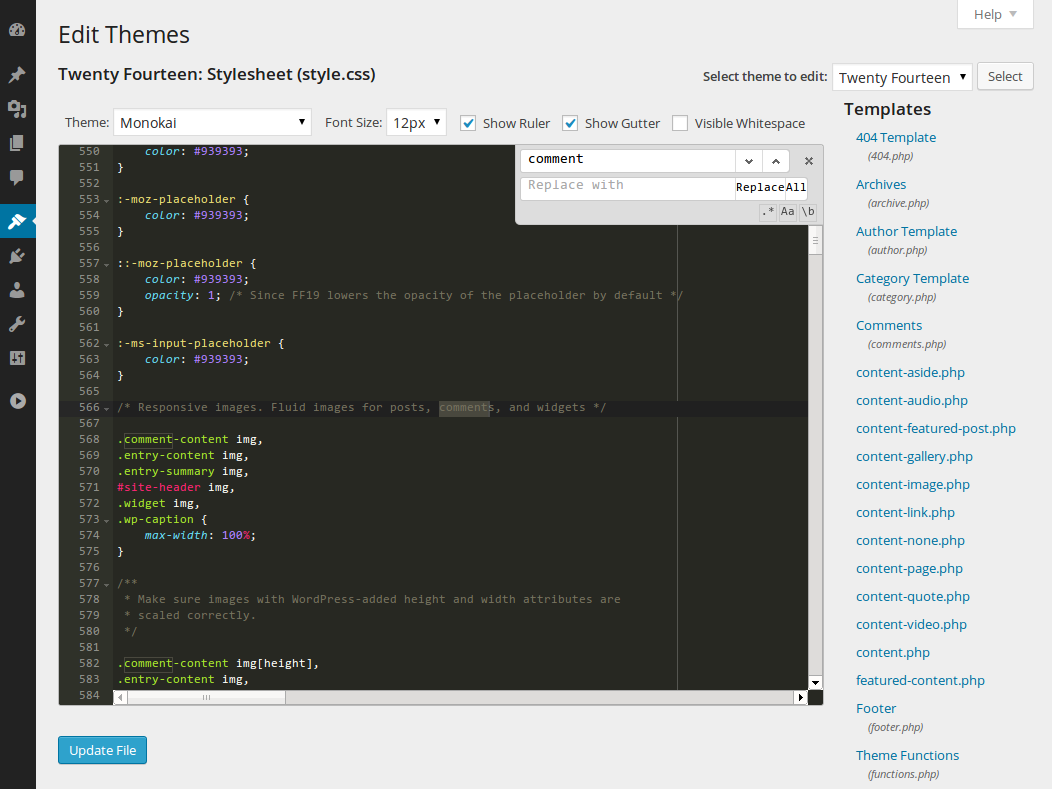 Help
Edit Themes
Twenty Fourteen: Stylesheet (style.css)
Select theme to edit: Twenty Fourteen Select
Theme: Monokai Font Size: 12px Show Ruler Show Gutter Visible Whitespace
comment
Replace with Replace All
.* Aa \b
550 color: #939393;
551 }
552
553 :-moz-placeholder {
554 color: #939393;
555 }
556
557 ::-moz-placeholder {
558 color: #939393;
559 opacity: 1; /* Since FF19 lowers the opacity of the placeholder by default */
560 }
561
562 :-ms-input-placeholder {
563 color: #939393;
564 }
565
566 /* Responsive images. Fluid images for posts, comments, and widgets */
567
568 .comment-content img,
569 .entry-content img,
570 .entry-summary img,
571 #site-header img,
572 .widget img,
573 .wp-caption {
574 max-width: 100%;
575 }
576
577 /**
578 * Make sure images with WordPress-added height and width attributes are
579 * scaled correctly.
580 */
581
582 .comment-content img[height],
583 .entry-content img,
584
Update File
Templates
404 Template
(404.php)
Archives
(archive.php)
Author Template
(author.php)
Category Template
(category.php)
Comments
(comments.php)
content-aside.php
content-audio.php
content-featured-post.php
content-gallery.php
content-image.php
content-link.php
content-none.php
content-page.php
content-quote.php
content-video.php
content.php
featured-content.php
Footer
(footer.php)
Theme Functions
(functions.php)